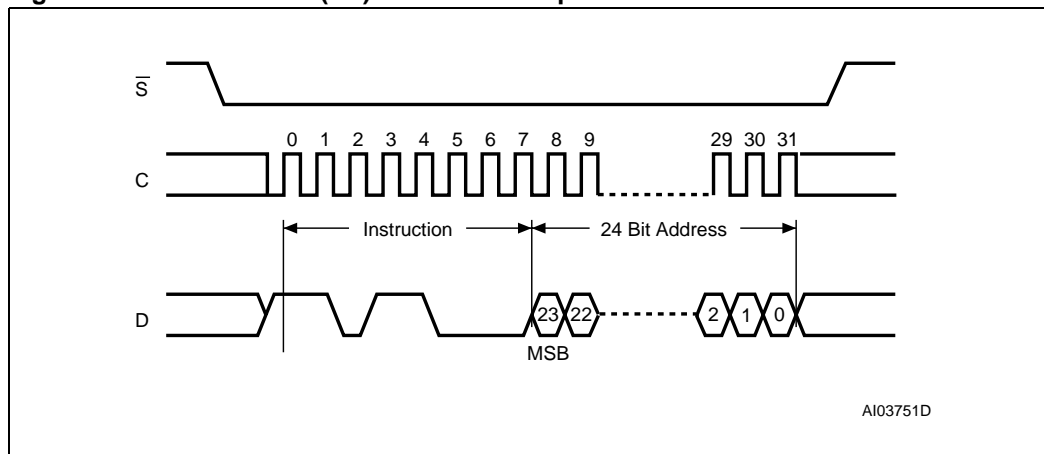 S
0 1 2 3 4 5 6 7 8 9 29 30 31
C
Instruction 24 Bit Address
D 23 22 2 1 0
MSB
AI03751D